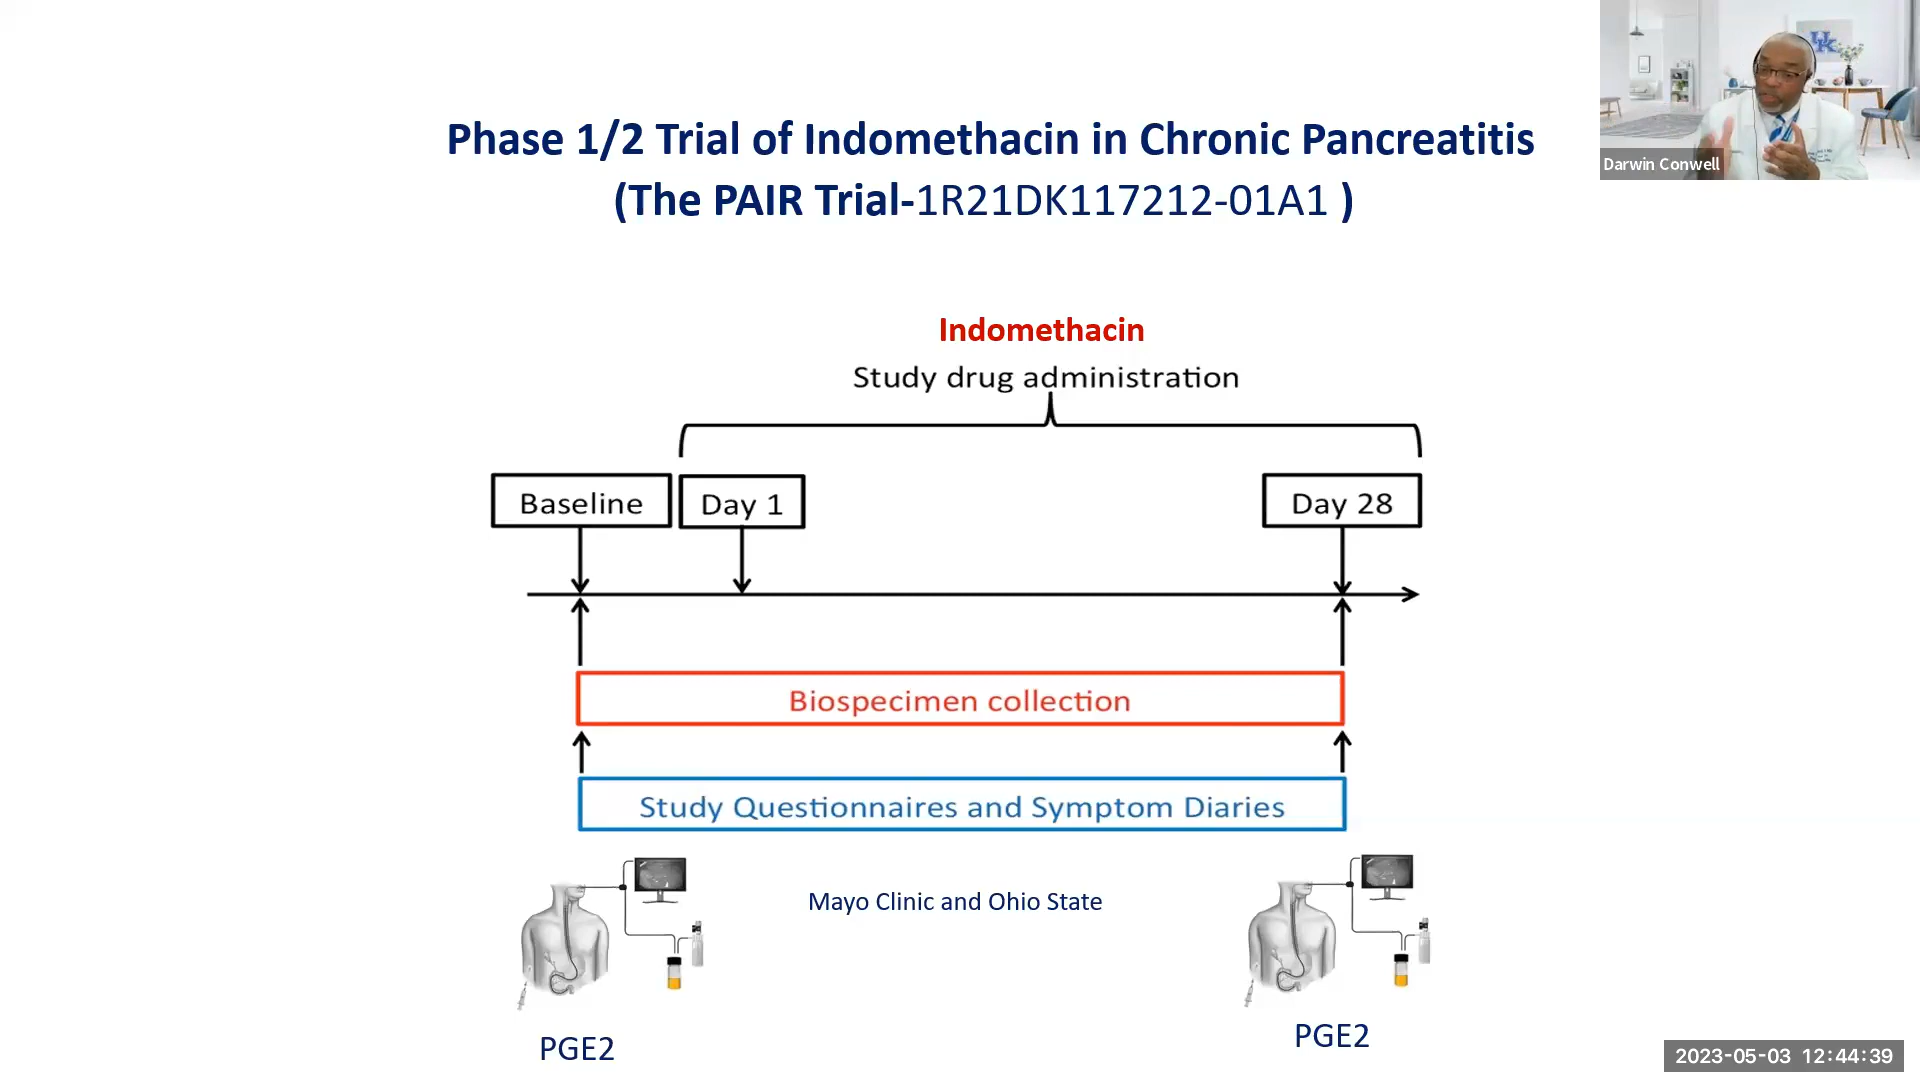 Phase 1/2 Trial of Indomethacin in Chronic Pancreatitis
(The PAIR Trial-1R21DK117212-01A1 )
UK
Darwin Conwell
Indomethacin
Study drug administration
Baseline
Day 1
Day 28
Biospecimen collection
Study Questionnaires and Symptom Diaries
Mayo Clinic and Ohio State
PGE2
PGE2
2023-05-03 12:44:39